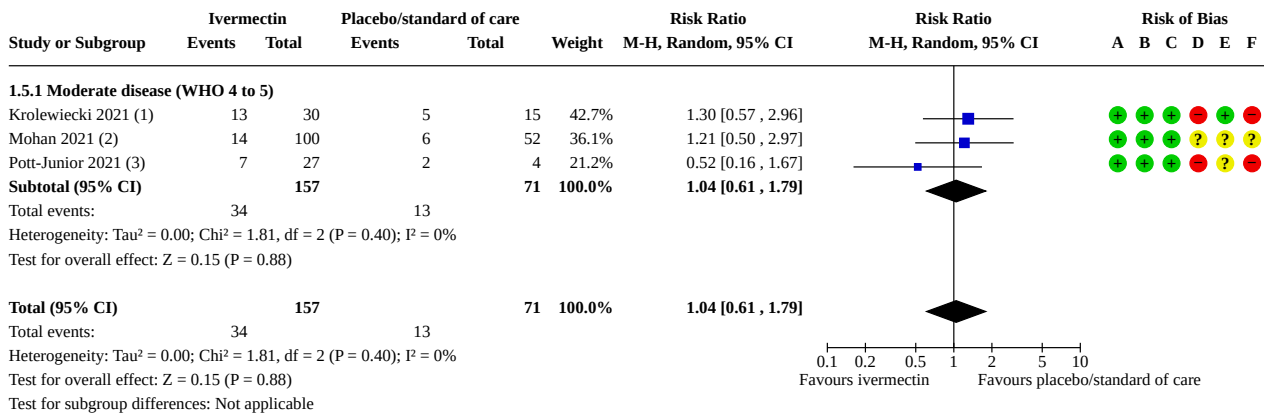 Ivermectin Placebo/standard of care Risk Ratio Risk Ratio Risk of Bias
Study or Subgroup Events Total Events Total Weight M-H, Random, 95% CI M-H, Random, 95% CI A B C D E F
1.5.1 Moderate disease (WHO 4 to 5)
Krolewiecki 2021 (1) 13 30 5 15 42.7% 1.30 [0.57 , 2.96] + + + − + −
Mohan 2021 (2) 14 100 6 52 36.1% 1.21 [0.50 , 2.97] + + + ? ? ?
Pott-Junior 2021 (3) 7 27 2 4 21.2% 0.52 [0.16 , 1.67] + + + − ? −
Subtotal (95% CI) 157 71 100.0% 1.04 [0.61 , 1.79]
Total events: 34 13
Heterogeneity: Tau² = 0.00; Chi² = 1.81, df = 2 (P = 0.40); I² = 0%
Test for overall effect: Z = 0.15 (P = 0.88)
Total (95% CI) 157 71 100.0% 1.04 [0.61 , 1.79]
Total events: 34 13
Heterogeneity: Tau² = 0.00; Chi² = 1.81, df = 2 (P = 0.40); I² = 0%
0.1 0.2 0.5 1 2 5 10
Test for overall effect: Z = 0.15 (P = 0.88) Favours ivermectin Favours placebo/standard of care
Test for subgroup differences: Not applicable